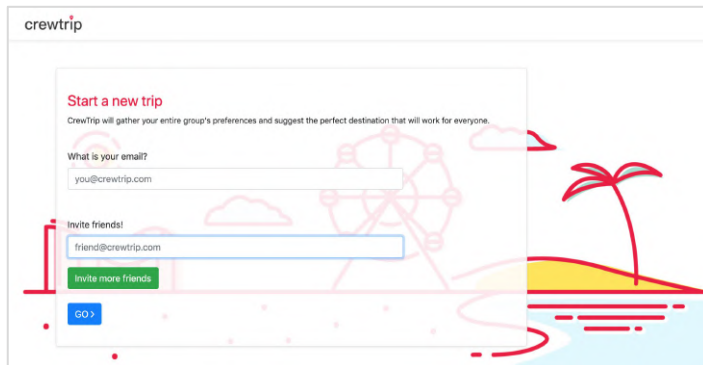 crewtrip
Start a new trip
CrewTrip will gather your entire group's preferences and suggest the perfect destination that will work for everyone.
What is your email?
you@crewtrip.com
Invite friends!
friend@crewtrip.com
Invite more friends
GO >